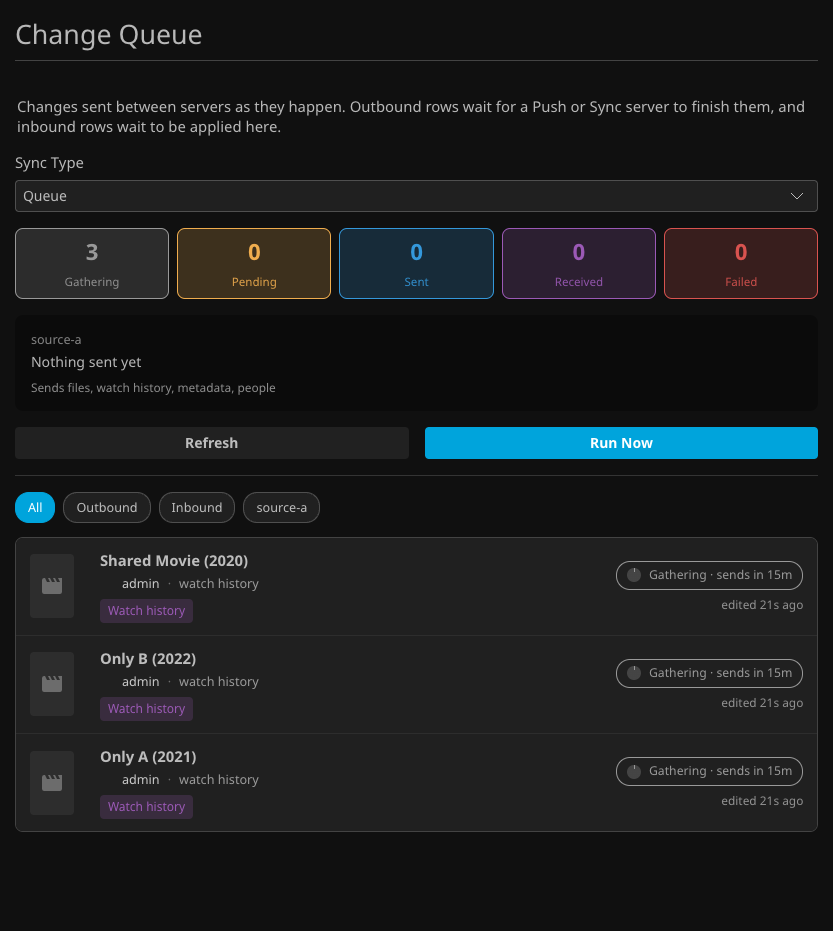 Change Queue
Changes sent between servers as they happen. Outbound rows wait for a Push or Sync server to finish them, and
inbound rows wait to be applied here.
Sync Type
Queue
3
Gathering
0
Pending
0
Sent
0
Received
0
Failed
source-a
Nothing sent yet
Sends files, watch history, metadata, people
Refresh
Run Now
All
Outbound
Inbound
source-a
Shared Movie (2020)
admin · watch history
Watch history
Gathering · sends in 15m
edited 21s ago
Only B (2022)
admin · watch history
Watch history
Gathering · sends in 15m
edited 21s ago
Only A (2021)
admin · watch history
Watch history
Gathering · sends in 15m
edited 21s ago